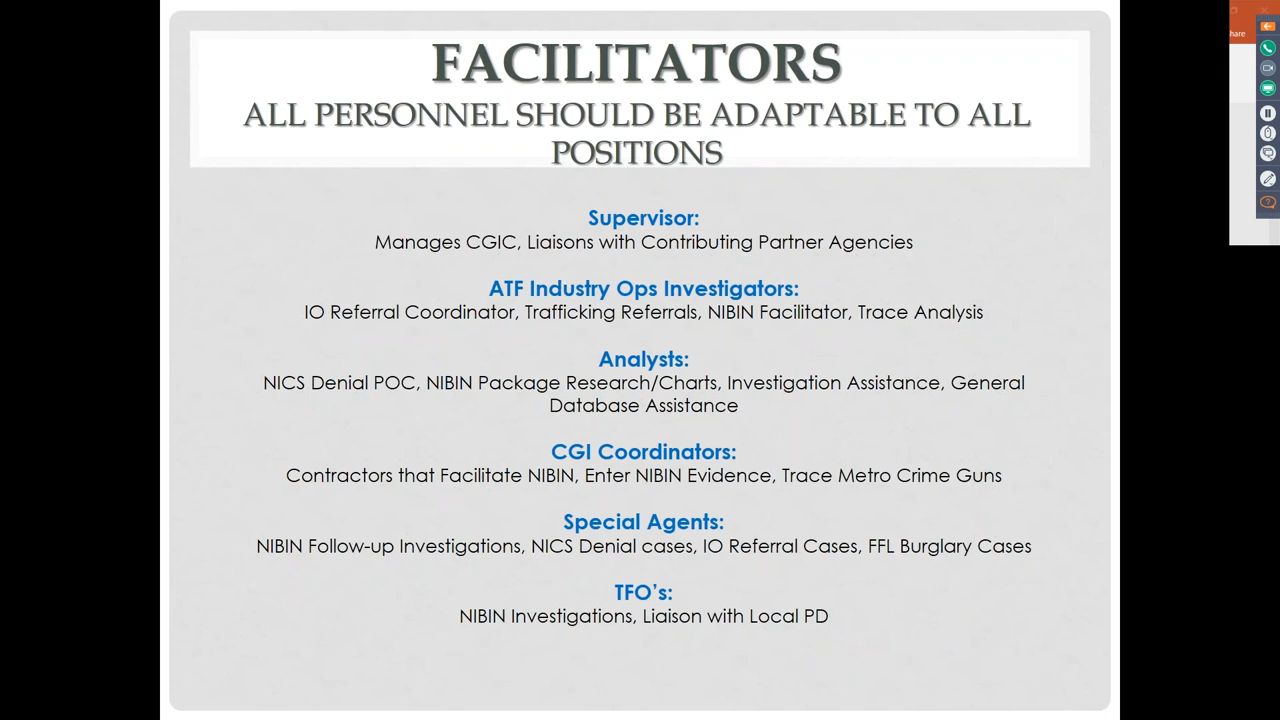 FACILITATORS
ALL PERSONNEL SHOULD BE ADAPTABLE TO ALL
POSITIONS
Supervisor:
Manages CGIC, Liaisons with Contributing Partner Agencies
ATF Industry Ops Investigators:
IO Referral Coordinator, Trafficking Referrals, NIBIN Facilitator, Trace Analysis
Analysts:
NICS Denial POC, NIBIN Package Research/Charts, Investigation Assistance, General
Database Assistance
CGI Coordinators:
Contractors that Facilitate NIBIN, Enter NIBIN Evidence, Trace Metro Crime Guns
Special Agents:
NIBIN Follow-up Investigations, NICS Denial cases, IO Referral Cases, FFL Burglary Cases
TFO's:
NIBIN Investigations, Liaison with Local PD
hare